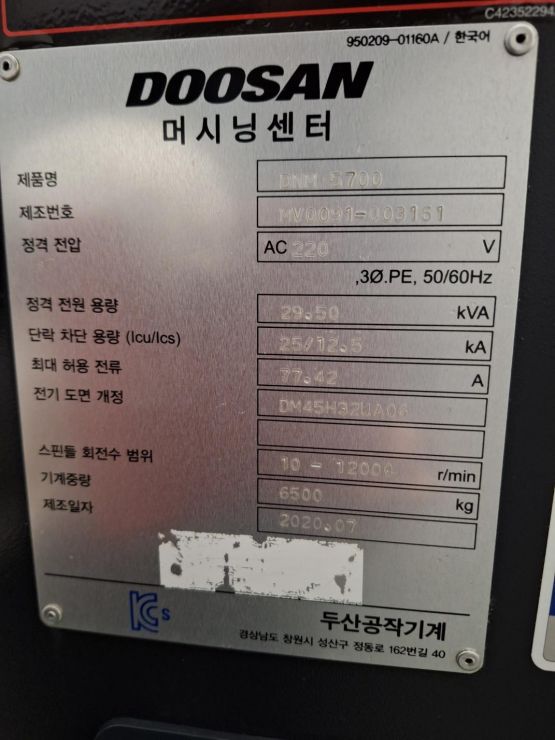 C42352294
950209-01160A / 한국어
DOOSAN
머시닝센터
제품명 DNM 5700
제조번호 MV0091-003161
정격 전압 AC 220 V
,3Ø.PE, 50/60Hz
정격 전원 용량 29.50 kVA
단락 차단 용량 (Icu/Ics) 25/12.5 kA
최대 허용 전류 77.42 A
전기 도면 개정
스핀들 회전수 범위 10 - 12000 r/min
기계중량 6500 kg
제조일자 2020.07
KCs
두산공작기계
경상남도 창원시 성산구 정동로 162번길 40